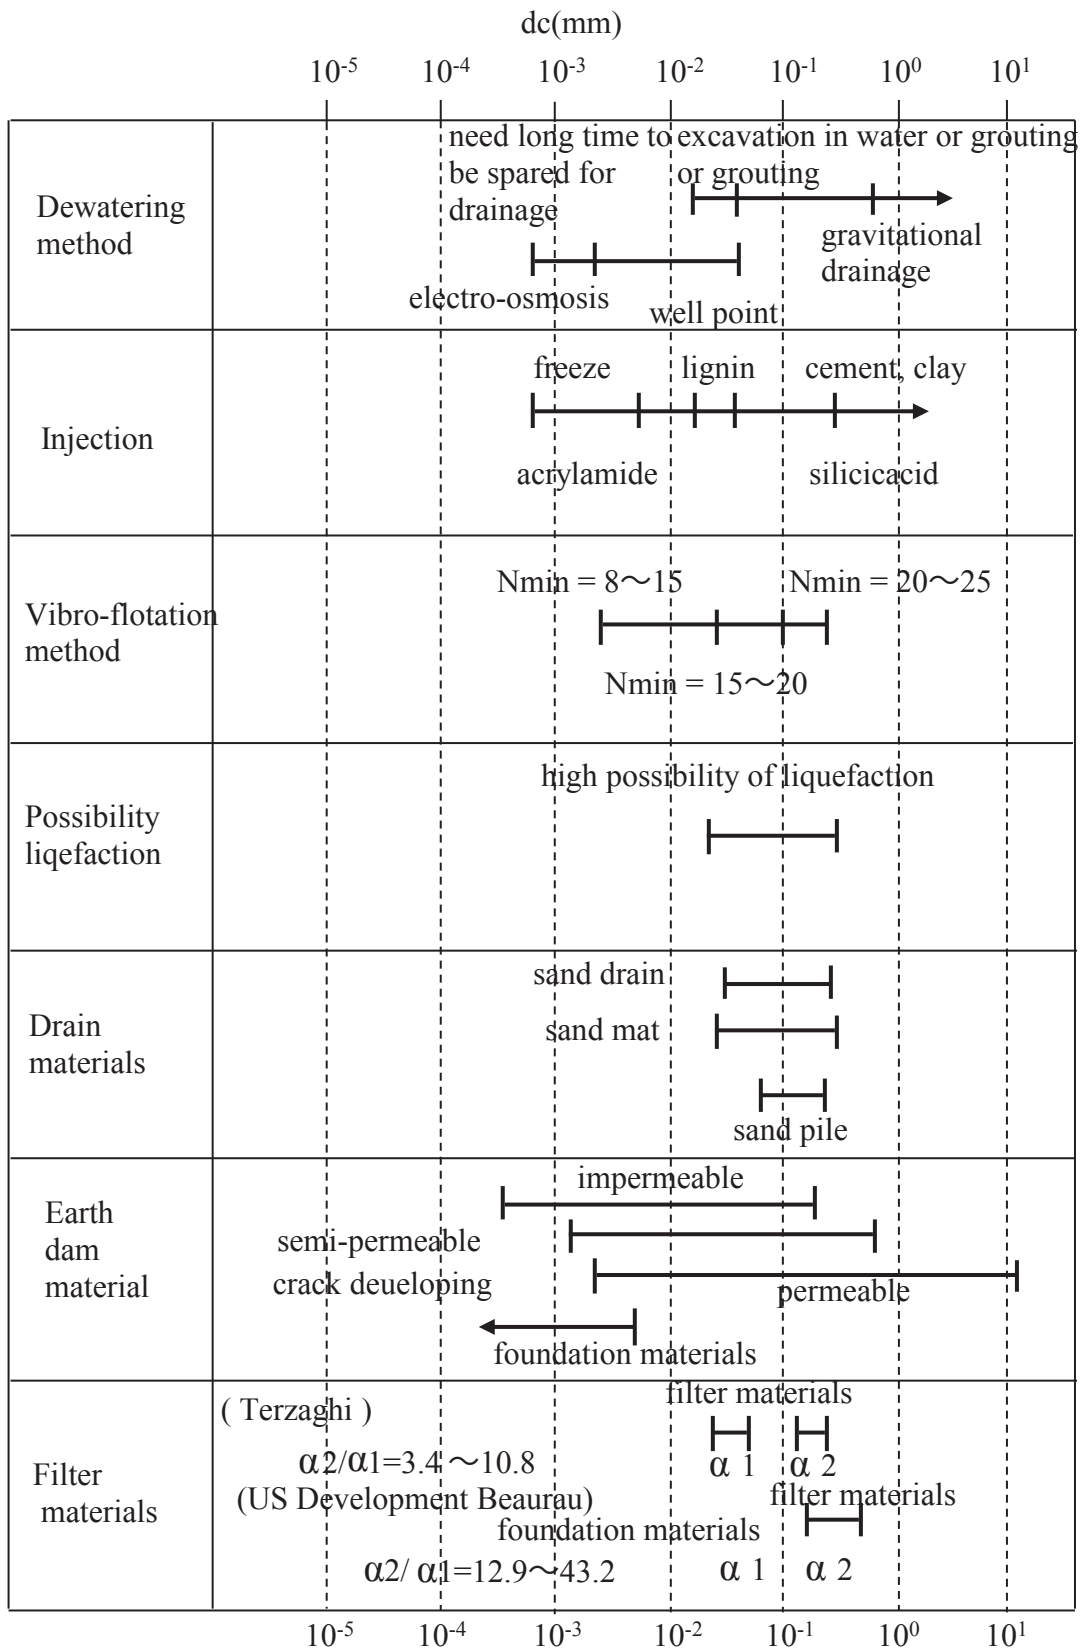 dc(mm)
10-5 10-4 10-3 10-2 10-1 100 101
need long time to excavation in water or grouting
be spared for or grouting
drainage
Dewatering
method
gravitational
drainage
electro-osmosis
well point
freeze lignin cement, clay
Injection
acrylamide silicicacid
Nmin = 8～15 Nmin = 20～25
Vibro-flotation
method
Nmin = 15～20
high possibility of liquefaction
Possibility
liqefaction
sand drain
Drain
materials
sand mat
sand pile
impermeable
Earth
dam
material
semi-permeable
crack deueloping
permeable
foundation materials
filter materials
( Terzaghi )
α2/α1=3.4～10.8
α 1 α 2
Filter
materials
(US Development Beaurau)
filter materials
foundation materials
α2/ α1=12.9～43.2
α 1 α 2
10-5 10-4 10-3 10-2 10-1 100 101